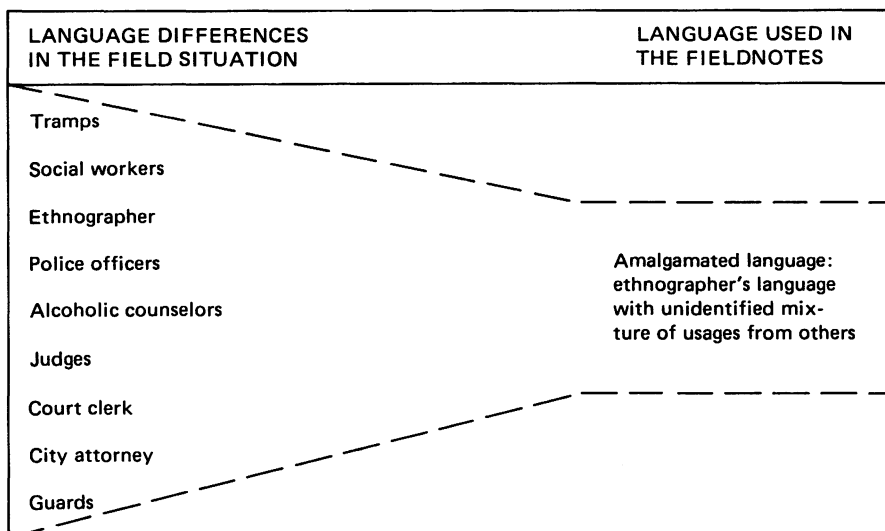 LANGUAGE DIFFERENCES
IN THE FIELD SITUATION
LANGUAGE USED IN
THE FIELDNOTES
Tramps
Social workers
Ethnographer
Police officers
Alcoholic counselors
Judges
Court clerk
City attorney
Guards
Amalgamated language:
ethnographer's language
with unidentified mix-
ture of usages from others